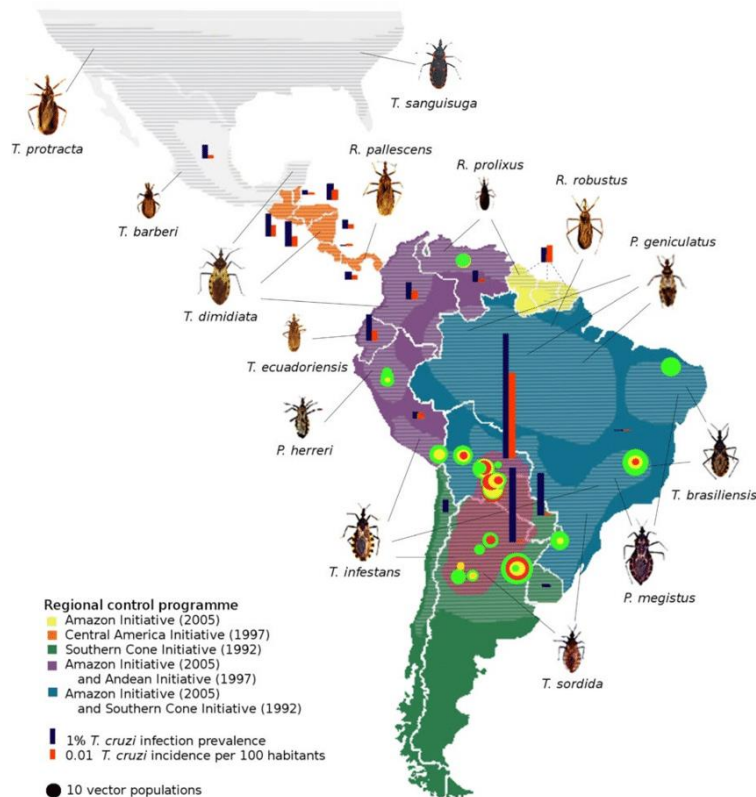 T. sanguisuga
T. protracta
R. pallescens
R. prolixus
R. robustus
T. barberi
P. geniculatus
T. dimidiata
T. ecuadoriensis
P. herreri
T. brasiliensis
T. infestans
P. megistus
T. sordida
Regional control programme
Amazon Initiative (2005)
Central America Initiative (1997)
Southern Cone Initiative (1992)
Amazon Initiative (2005)
and Andean Initiative (1997)
Amazon Initiative (2005)
and Southern Cone Initiative (1992)
1% T. cruzi infection prevalence
0.01 T. cruzi incidence per 100 habitants
10 vector populations